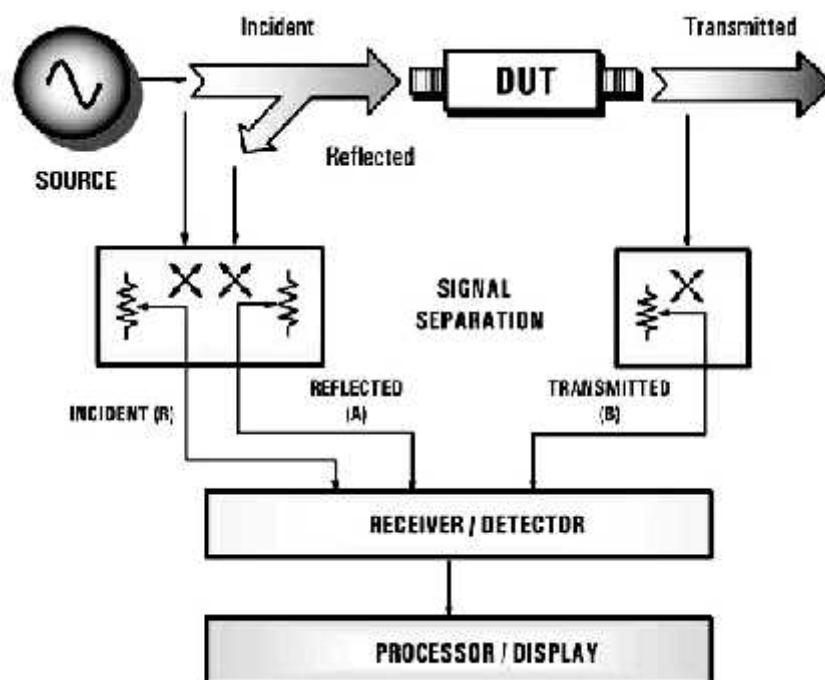 Incident
Transmitted
DUT
Reflected
SOURCE
SIGNAL
SEPARATION
REFLECTED
(A)
TRANSMITTED
(B)
INCIDENT (R)
RECEIVER / DETECTOR
PROCESSOR / DISPLAY